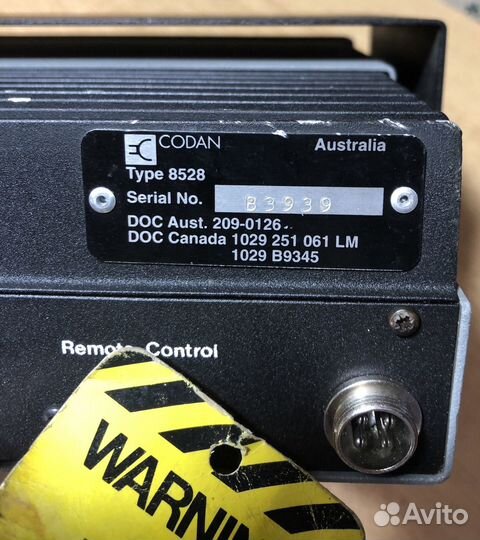 CODAN
Australia
Type 8528
Serial No. B3939
DOC Aust. 209-0126
DOC Canada 1029 251 061 LM
1029 B9345
Remote Control
WARNIN
Avito